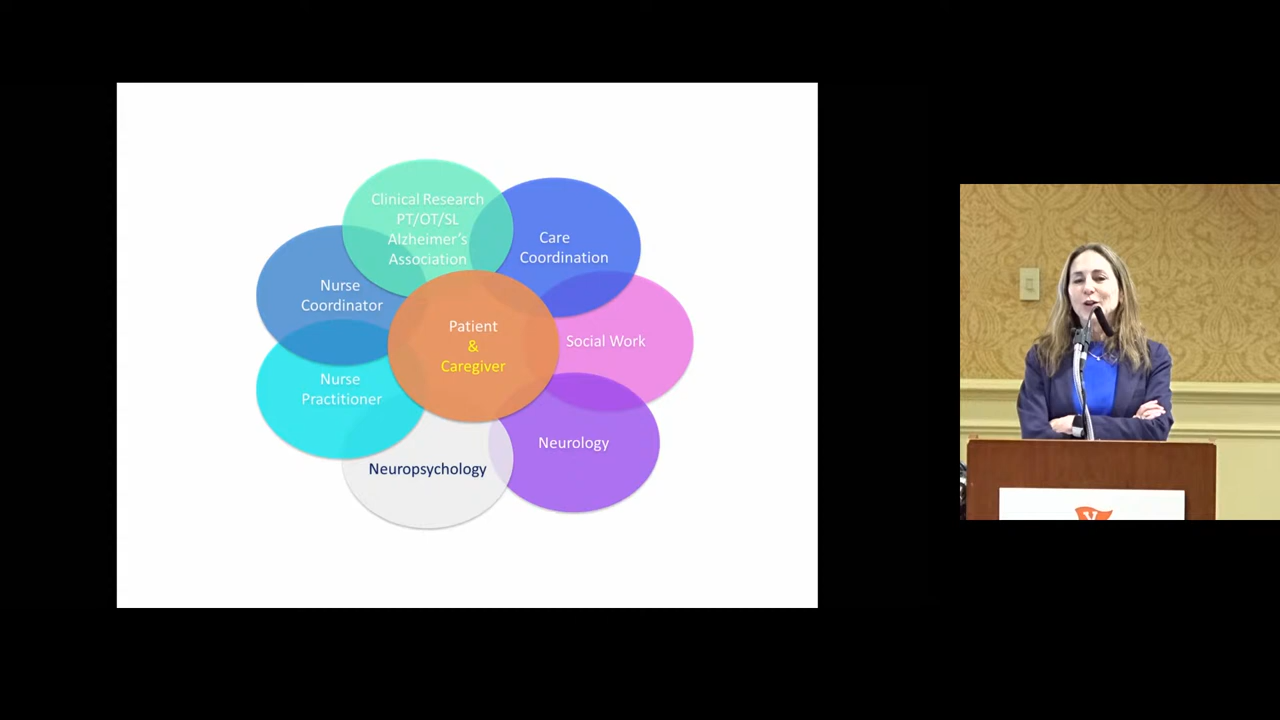 Clinical Research
PT/OT/SL
Alzheimer's
Association
Care
Coordination
Nurse
Coordinator
Patient
&
Caregiver
Social Work
Nurse
Practitioner
Neurology
Neuropsychology
V